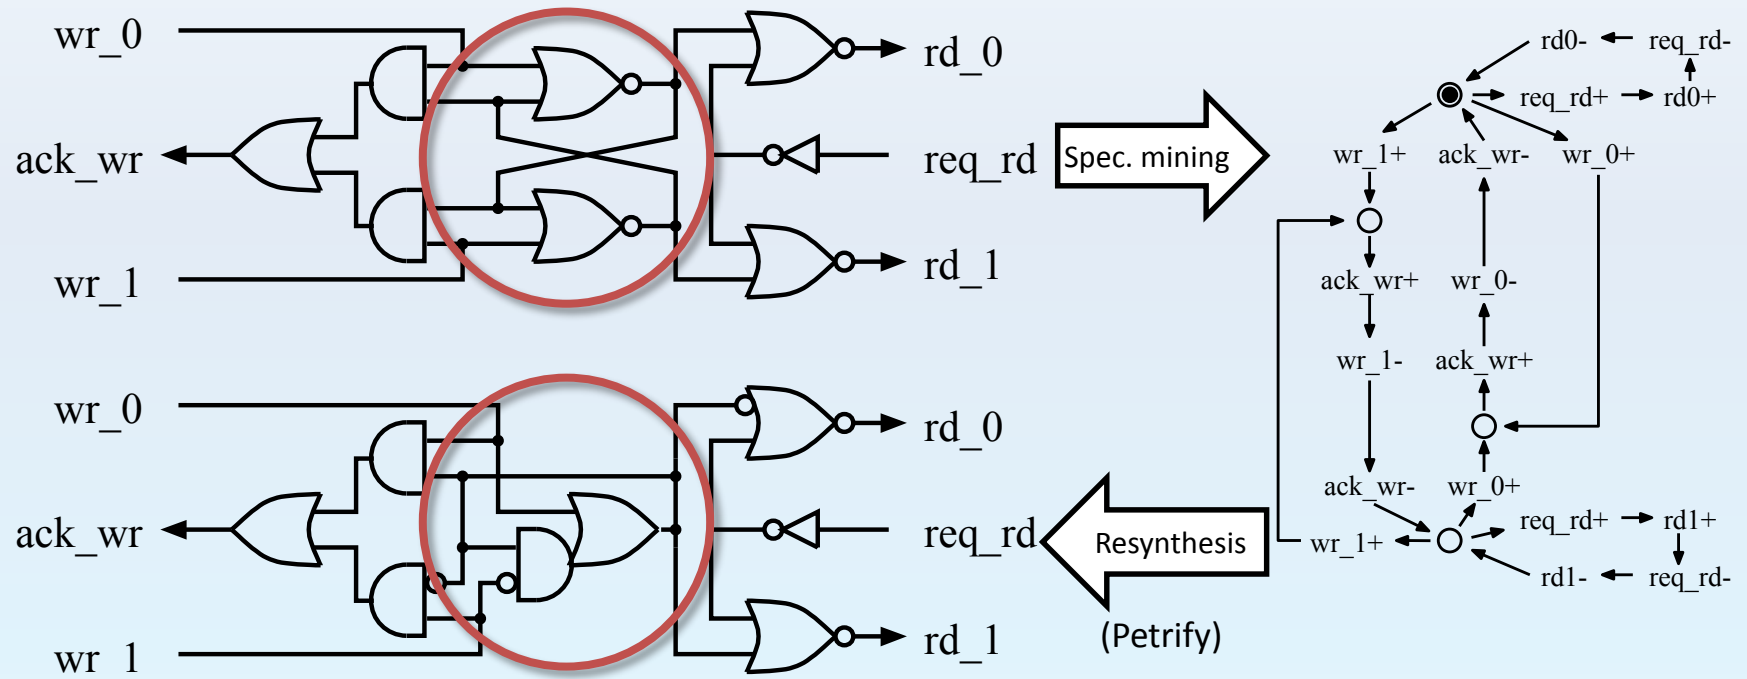 wr_0
ack_wr
wr_1
rd_0
req_rd
rd_1
Spec. mining
rd0- req_rd-
req_rd+ rd0+
wr_1+ ack_wr- wr_0+
ack_wr+ wr_0-
wr_1- ack_wr+
ack_wr- wr_0+
req_rd+ rd1+
wr_1+
rd1- req_rd-
wr_0
ack_wr
wr_1
rd_0
req_rd
rd_1
Resynthesis
(Petrify)